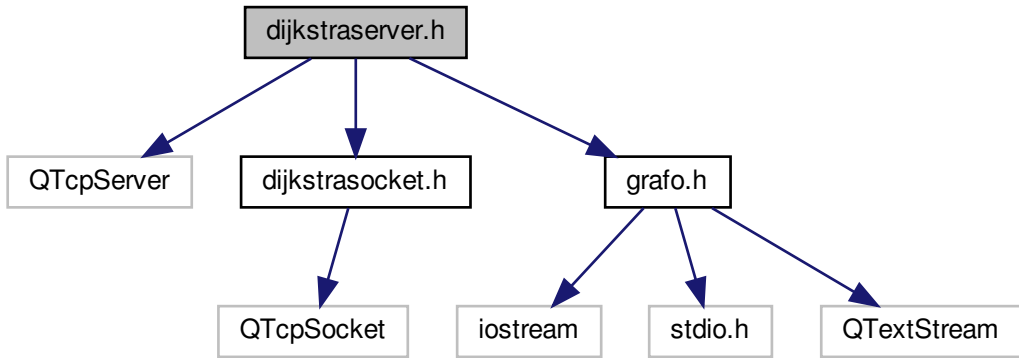 dijkstraserver.h
QTcpServer
dijkstrasocket.h
grafo.h
QTcpSocket
iostream
stdio.h
QTextStream